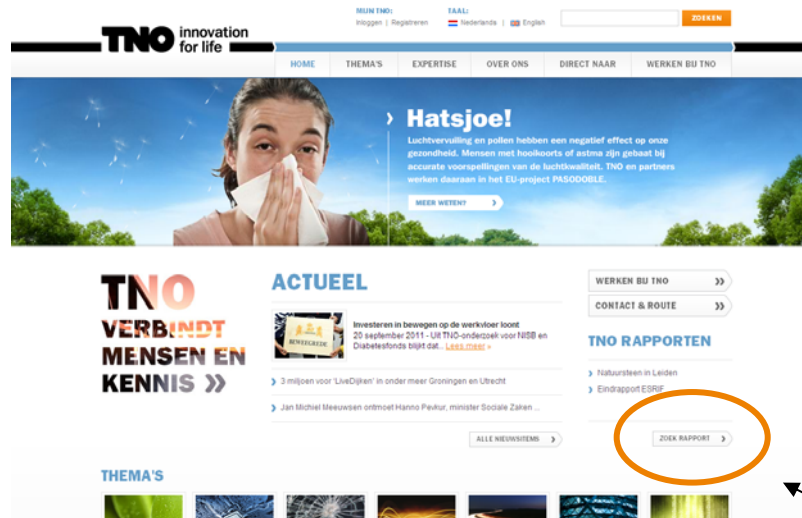 MIJN TNO:
Inloggen | Registreren
TAAL:
Nederlands | English
ZOEKEN
TNO innovation
for life
HOME THEMA'S EXPERTISE OVER ONS DIRECT NAAR WERKEN BIJ TNO
Hatsjoe!
Luchtvervuiling en pollen hebben een negatief effect op onze
gezondheid. Mensen met hooikoorts of astma zijn gebaat bij
accurate voorspellingen van de luchtkwaliteit. TNO en partners
werken daaraan in het EU-project PASODOBLE.
MEER WETEN?
TNO
VERBINDT
MENSEN EN
KENNIS
ACTUEEL
BEWEEGREDE
Investeren in bewegen op de werkvloer loont
20 september 2011 - Uit TNO-onderzoek voor NISB en
Diabetesfonds blijkt dat... Lees meer »
3 miljoen voor 'LiveDijken' in onder meer Groningen en Utrecht
Jan Michiel Meeuwsen ontmoet Hanno Pevkur, minister Sociale Zaken ...
ALLE NIEUWSITEMS
WERKEN BIJ TNO
CONTACT & ROUTE
TNO RAPPORTEN
Natuursteen in Leiden
Eindrapport ESRIF
ZOEK RAPPORT
THEMA'S